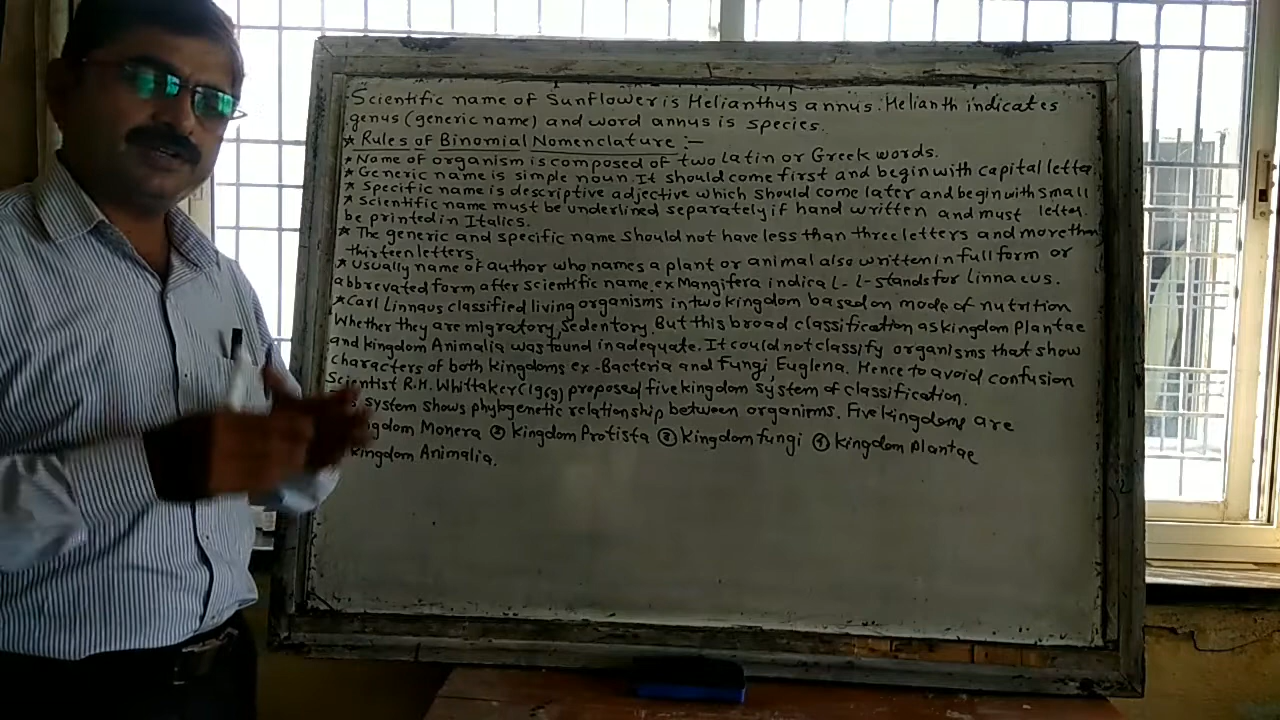 Scientific name of Sunflower is Helianthus annus. Helianth indicates
genus (generic name) and word annus is species.
* Rules of Binomial Nomenclature :-
* Name of organism is composed of two latin or Greek words.
* Generic name is simple noun. It should come first and begin with capital letter.
* Specific name is descriptive adjective which should come later and begin with small
letter.
* Scientific name must be underlined separately if hand written and must
be printed in Italics.
* The generic and specific name should not have less than three letters and more than
thirteen letters.
* Usually name of author who names a plant or animal also written in full form or
abbrevated form after scientific name. ex Mangifera indica L - L - stands for Linnacus.
* Carl Linnaus classified living organisms in two kingdom based on mode of nutrition
Whether they are migratory, Sedentory. But this broad classification as kingdom Plantae
and kingdom Animalia was found inadequate. It could not classify organisms that show
characters of both kingdoms ex - Bacteria and Fungi Euglena. Hence to avoid confusion
Scientist R.H. Whittaker (1969) proposed five kingdom system of classification.
system shows phylogenetic relationship between organisms. Five kingdoms are
Monera ② kingdom Protista ③ kingdom fungi ④ kingdom Plantae
kingdom Animalia.